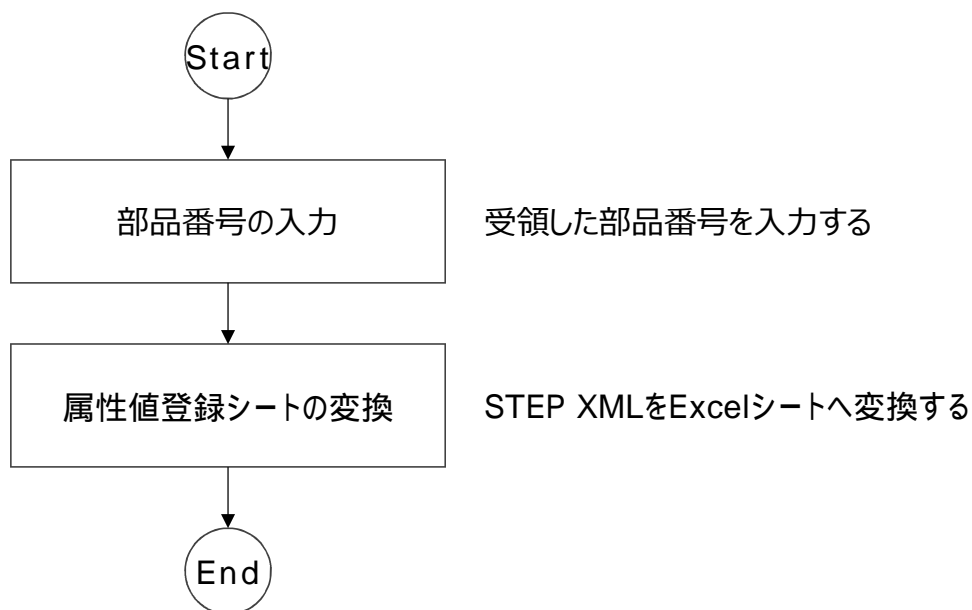 Start
部品番号の入力
受領した部品番号を入力する
属性値登録シートの変換
STEP XMLをExcelシートへ変換する
End